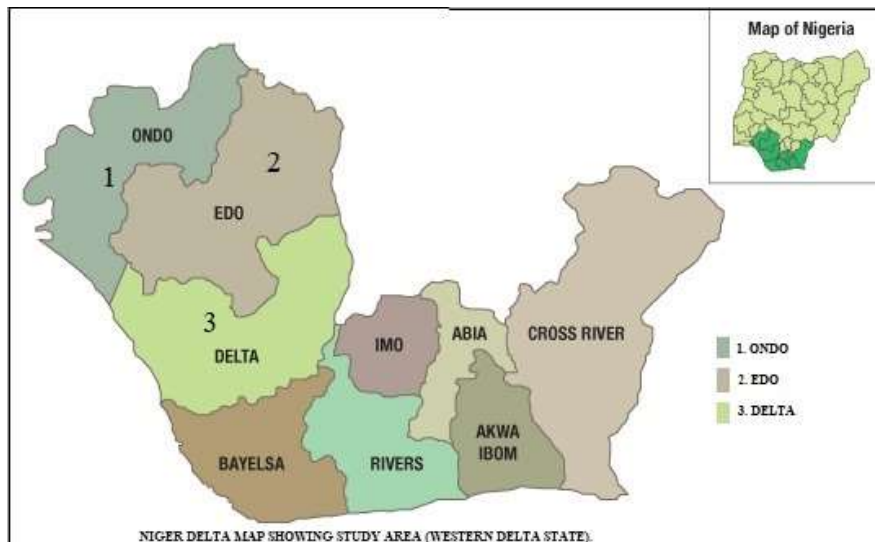 Map of Nigeria
ONDO
1
2
EDO
3
DELTA
IMO
ABIA
CROSS RIVER
BAYELSA
RIVERS
AKWA
IBOM
1. ONDO
2. EDO
3. DELTA
NIGER DELTA MAP SHOWING STUDY AREA (WESTERN DELTA STATE).